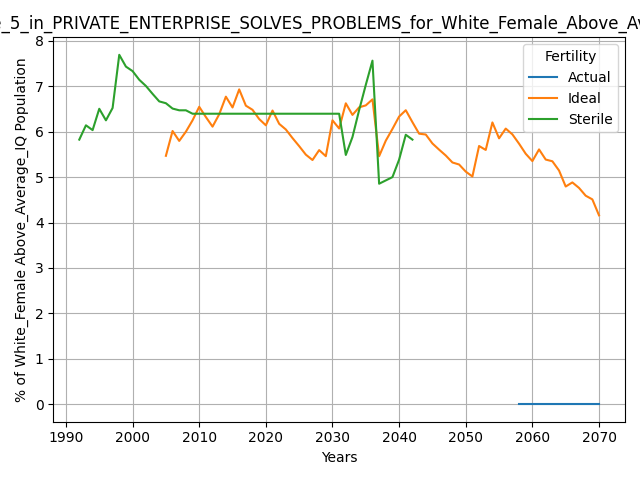 _5_in_PRIVATE_ENTERPRISE_SOLVES_PROBLEMS_for_White_Female_Above_Av
8
7
6
5
4
3
2
1
0
% of White_Female Above_Average_IQ Population
Fertility
Actual
Ideal
Sterile
1990 2000 2010 2020 2030 2040 2050 2060 2070
Years